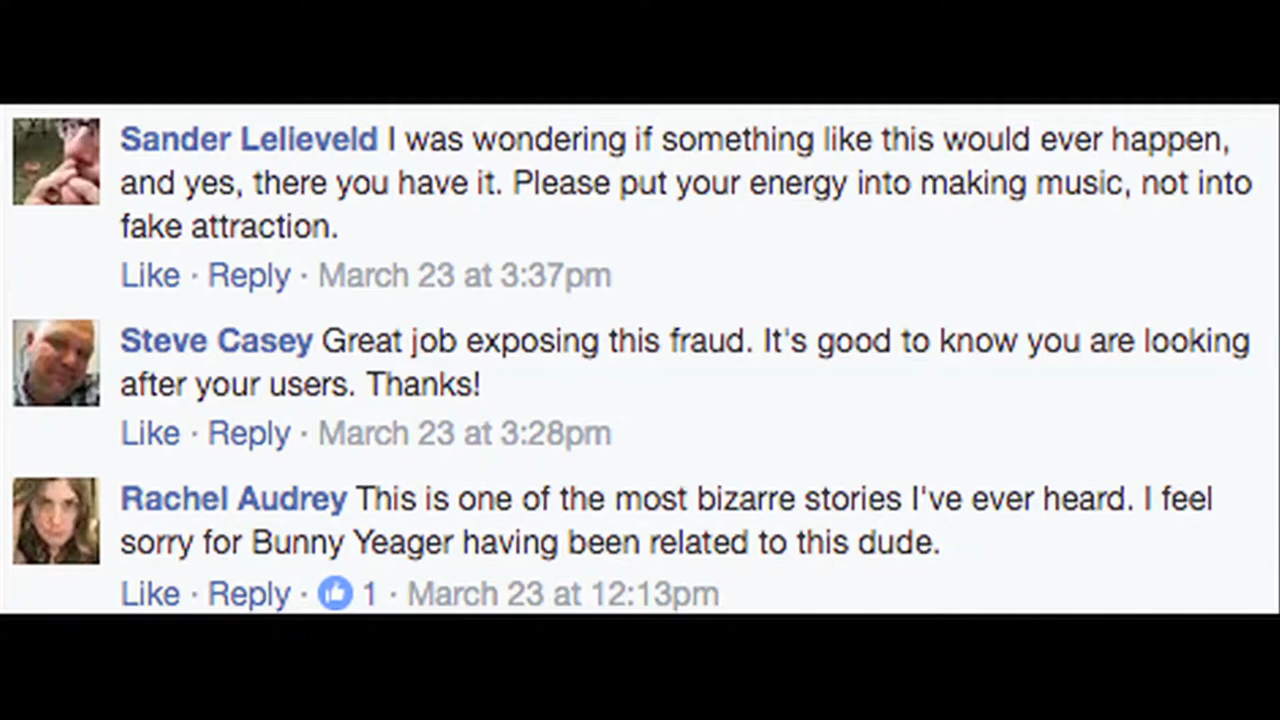 Sander Lelieveld I was wondering if something like this would ever happen,
and yes, there you have it. Please put your energy into making music, not into
fake attraction.
Like · Reply · March 23 at 3:37pm
Steve Casey Great job exposing this fraud. It's good to know you are looking
after your users. Thanks!
Like · Reply · March 23 at 3:28pm
Rachel Audrey This is one of the most bizarre stories I've ever heard. I feel
sorry for Bunny Yeager having been related to this dude.
Like · Reply · 1 · March 23 at 12:13pm